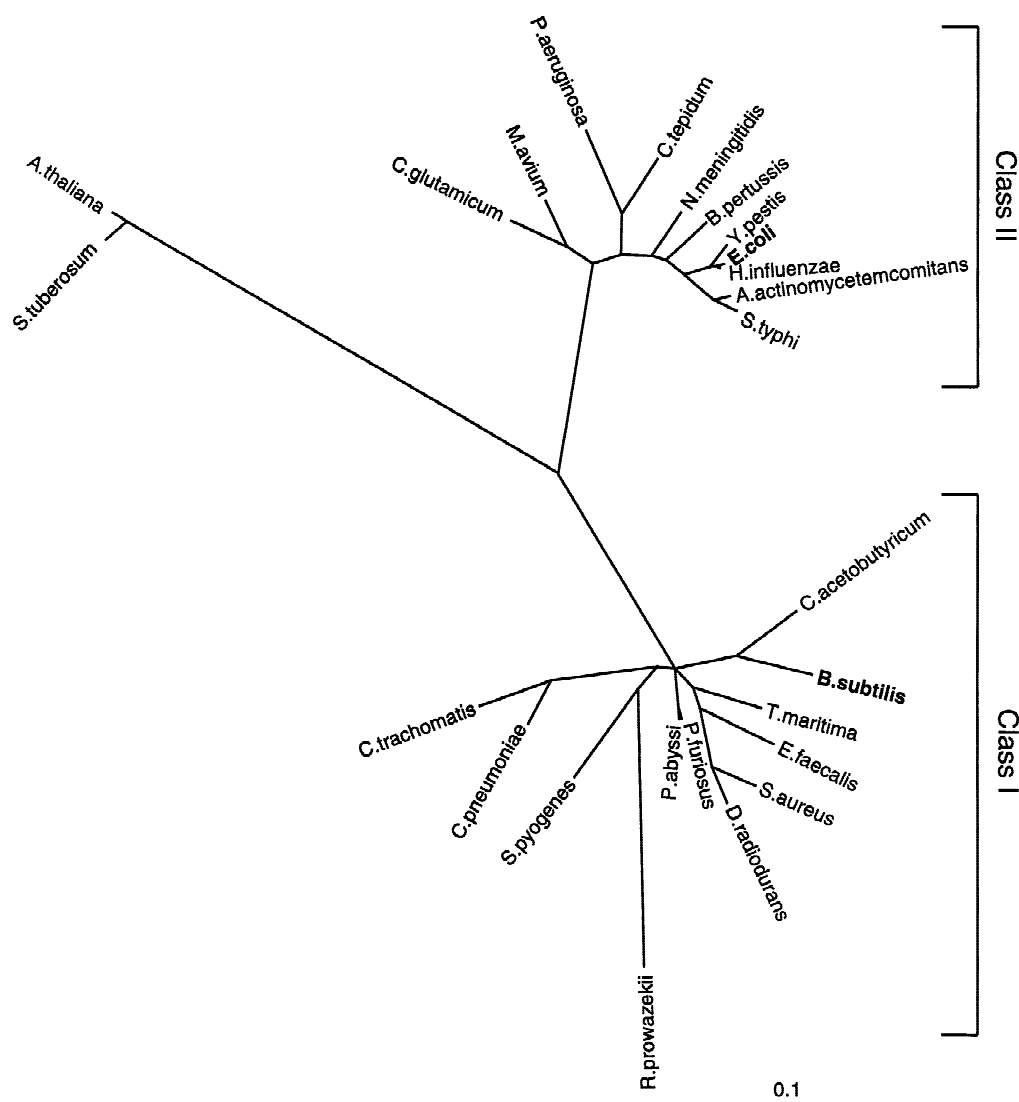 P.aeruginosa
C.tepidum
M.avium
N.meningitidis
C.glutamicum
B.pertussis
A.thaliana
Y.pestis
Class II
E.coli
H.influenzae
A.actinomycetemcomitans
S.tuberosum
S.typhi
C.acetobutyricum
B.subtilis
T.maritima
C.trachomatis
E.faecalis
Class I
P.abyssi
P.furiosus
C.pneumoniae
S.aureus
S.pyogenes
D.radiodurans
R.prowazekii
0.1